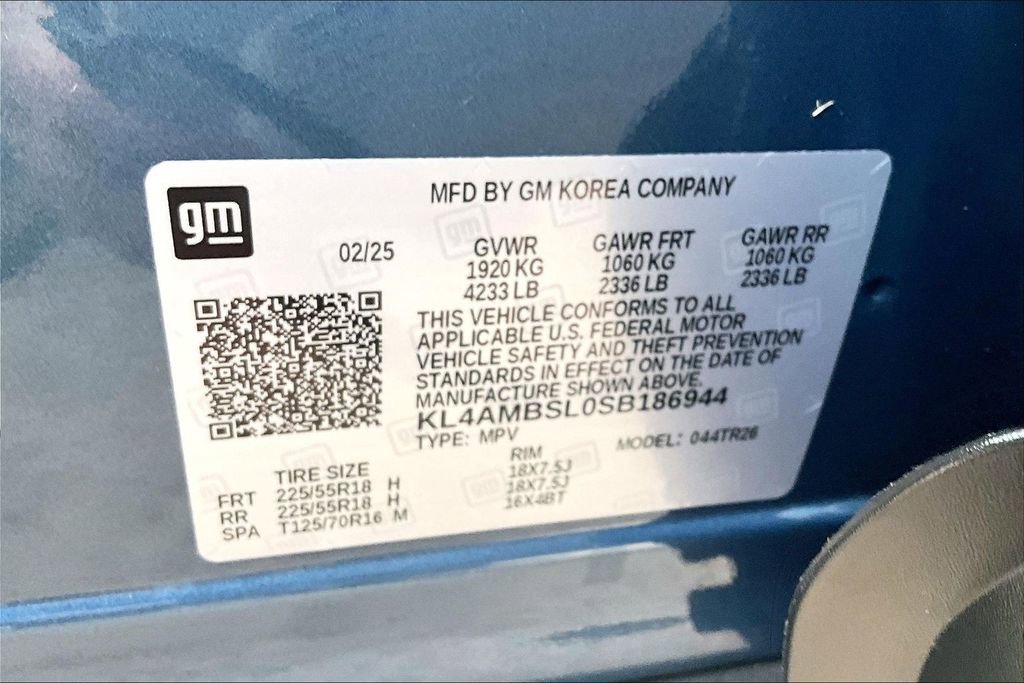 gm
MFD BY GM KOREA COMPANY
02/25
GVWR GAWR FRT GAWR RR
1920 KG 1060 KG 1060 KG
4233 LB 2336 LB 2336 LB
THIS VEHICLE CONFORMS TO ALL
APPLICABLE U.S. FEDERAL MOTOR
VEHICLE SAFETY AND THEFT PREVENTION
STANDARDS IN EFFECT ON THE DATE OF
MANUFACTURE SHOWN ABOVE.
KL4AMBSL0SB186944
TYPE: MPV MODEL: 044TR26
TIRE SIZE RIM
FRT 225/55R18 H 18X7.5J
RR 225/55R18 H 18X7.5J
SPA T125/70R16 M 16X4BT